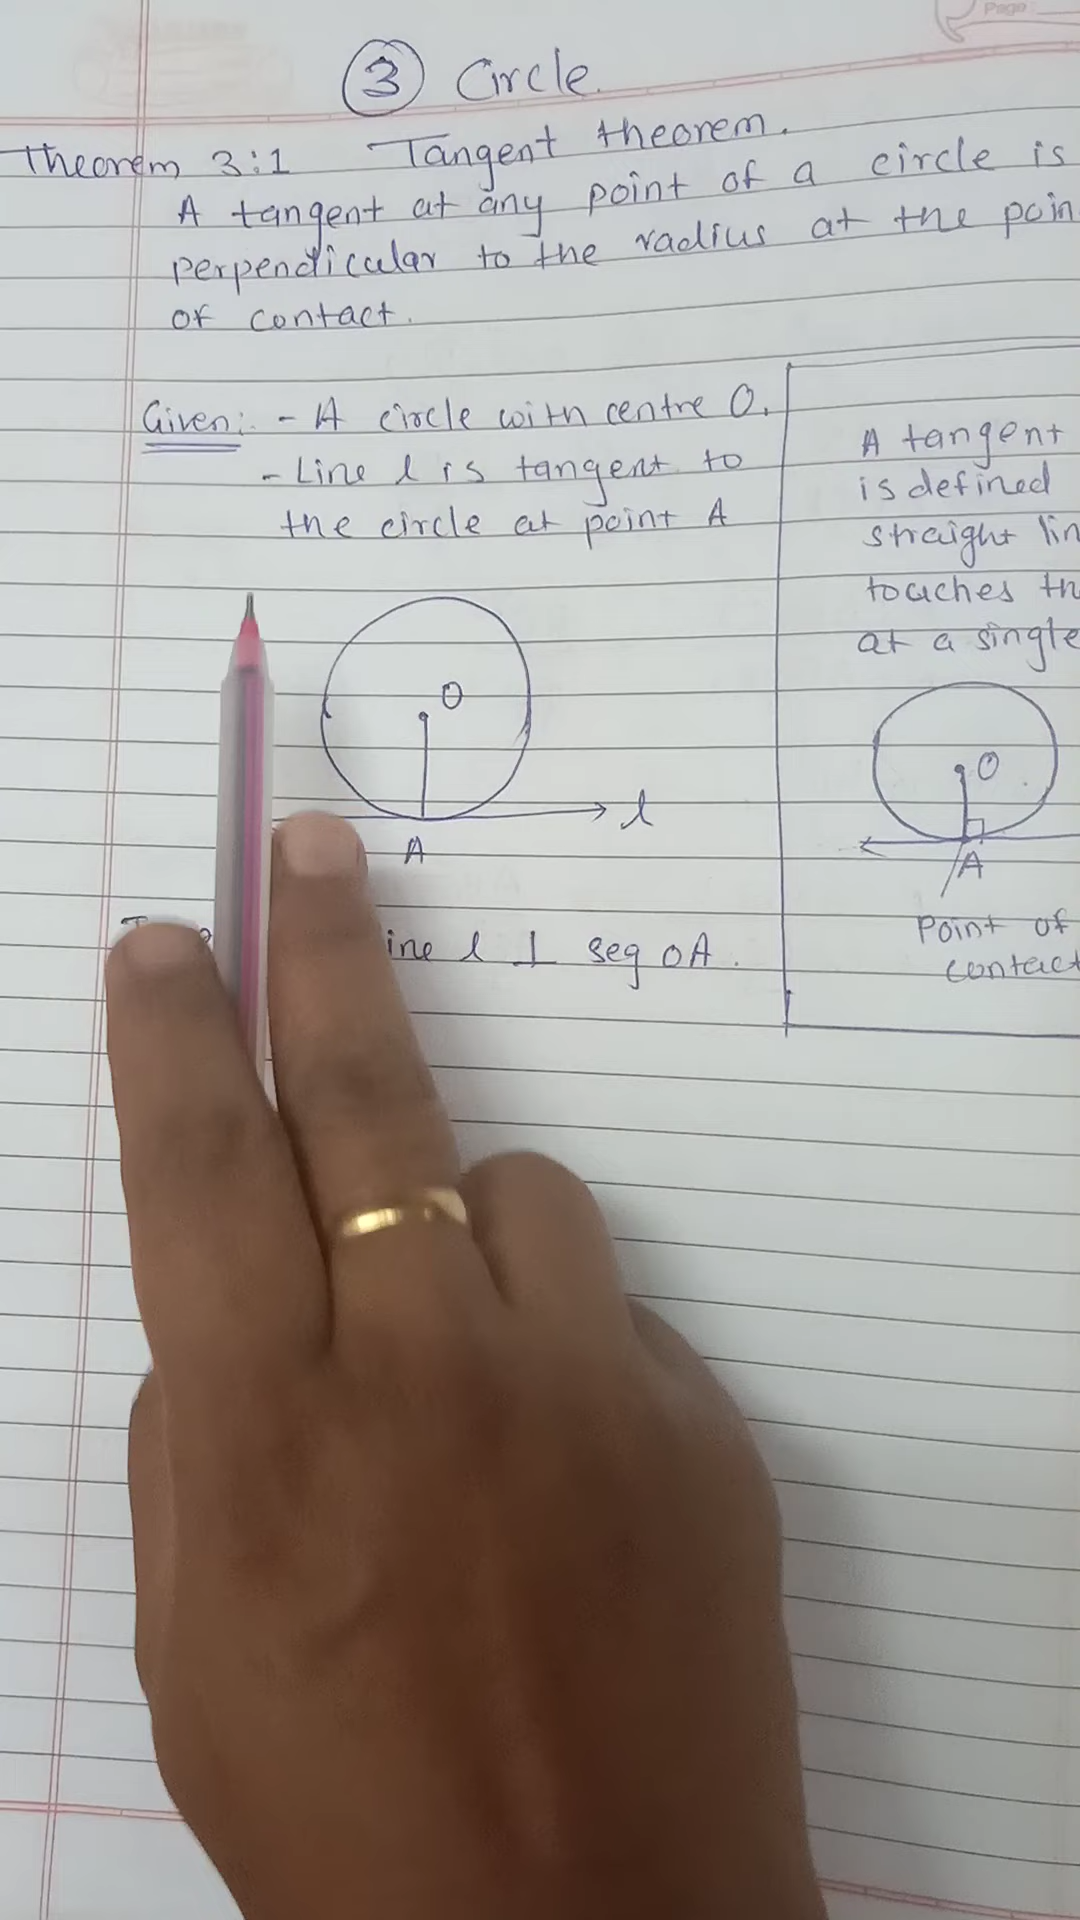 Page
③ Circle.
Theorem 3:1 Tangent theorem.
A tangent at any point of a circle is
perpendicular to the radius at the poin
of contact.
Given: - A circle with centre O.
- Line l is tangent to
the circle at point A
O
l
A
ine l ⊥ seg OA.
A tangent
is defined
straight lin
touches th
at a single
O
A
Point of
contact